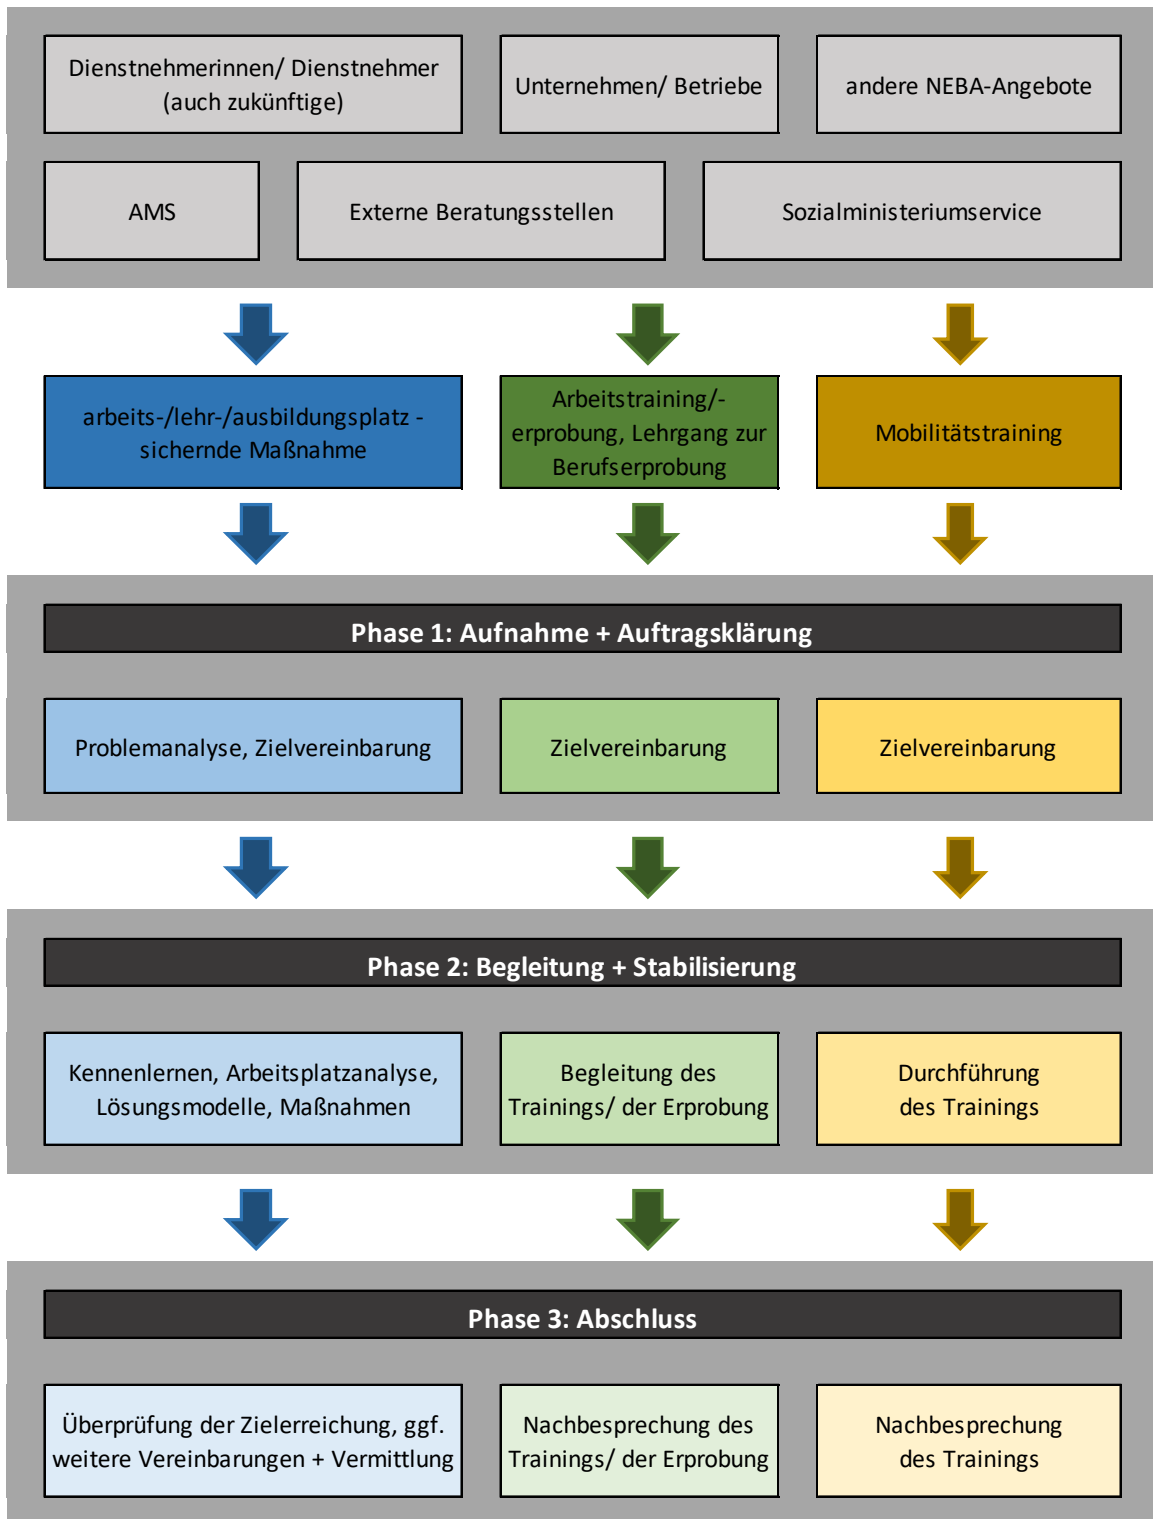 Dienstnehmerinnen/ Dienstnehmer
(auch zukünftige)
Unternehmen/ Betriebe
andere NEBA-Angebote
AMS
Externe Beratungsstellen
Sozialministeriumservice
arbeits-/lehr-/ausbildungsplatz -
sichernde Maßnahme
Arbeitstraining/-
erprobung, Lehrgang zur
Berufserprobung
Mobilitätstraining
Phase 1: Aufnahme + Auftragsklärung
Problemanalyse, Zielvereinbarung
Zielvereinbarung
Zielvereinbarung
Phase 2: Begleitung + Stabilisierung
Kennenlernen, Arbeitsplatzanalyse,
Lösungsmodelle, Maßnahmen
Begleitung des
Trainings/ der Erprobung
Durchführung
des Trainings
Phase 3: Abschluss
Überprüfung der Zielerreichung, ggf.
weitere Vereinbarungen + Vermittlung
Nachbesprechung des
Trainings/ der Erprobung
Nachbesprechung
des Trainings